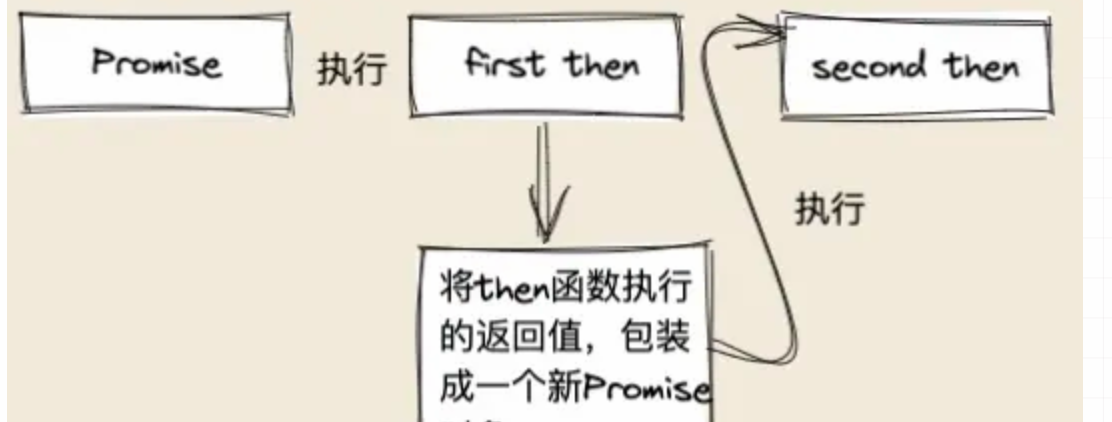 Promise
执行
first then
second then
执行
将then函数执行
的返回值，包装
成一个新Promise